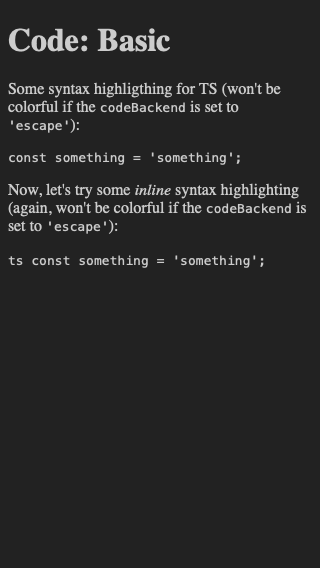 Code: Basic
Some syntax highligthing for TS (won't be
colorful if the codeBackend is set to
'escape'):
const something = 'something';
Now, let's try some inline syntax highlighting
(again, won't be colorful if the codeBackend is
set to 'escape'):
ts const something = 'something';